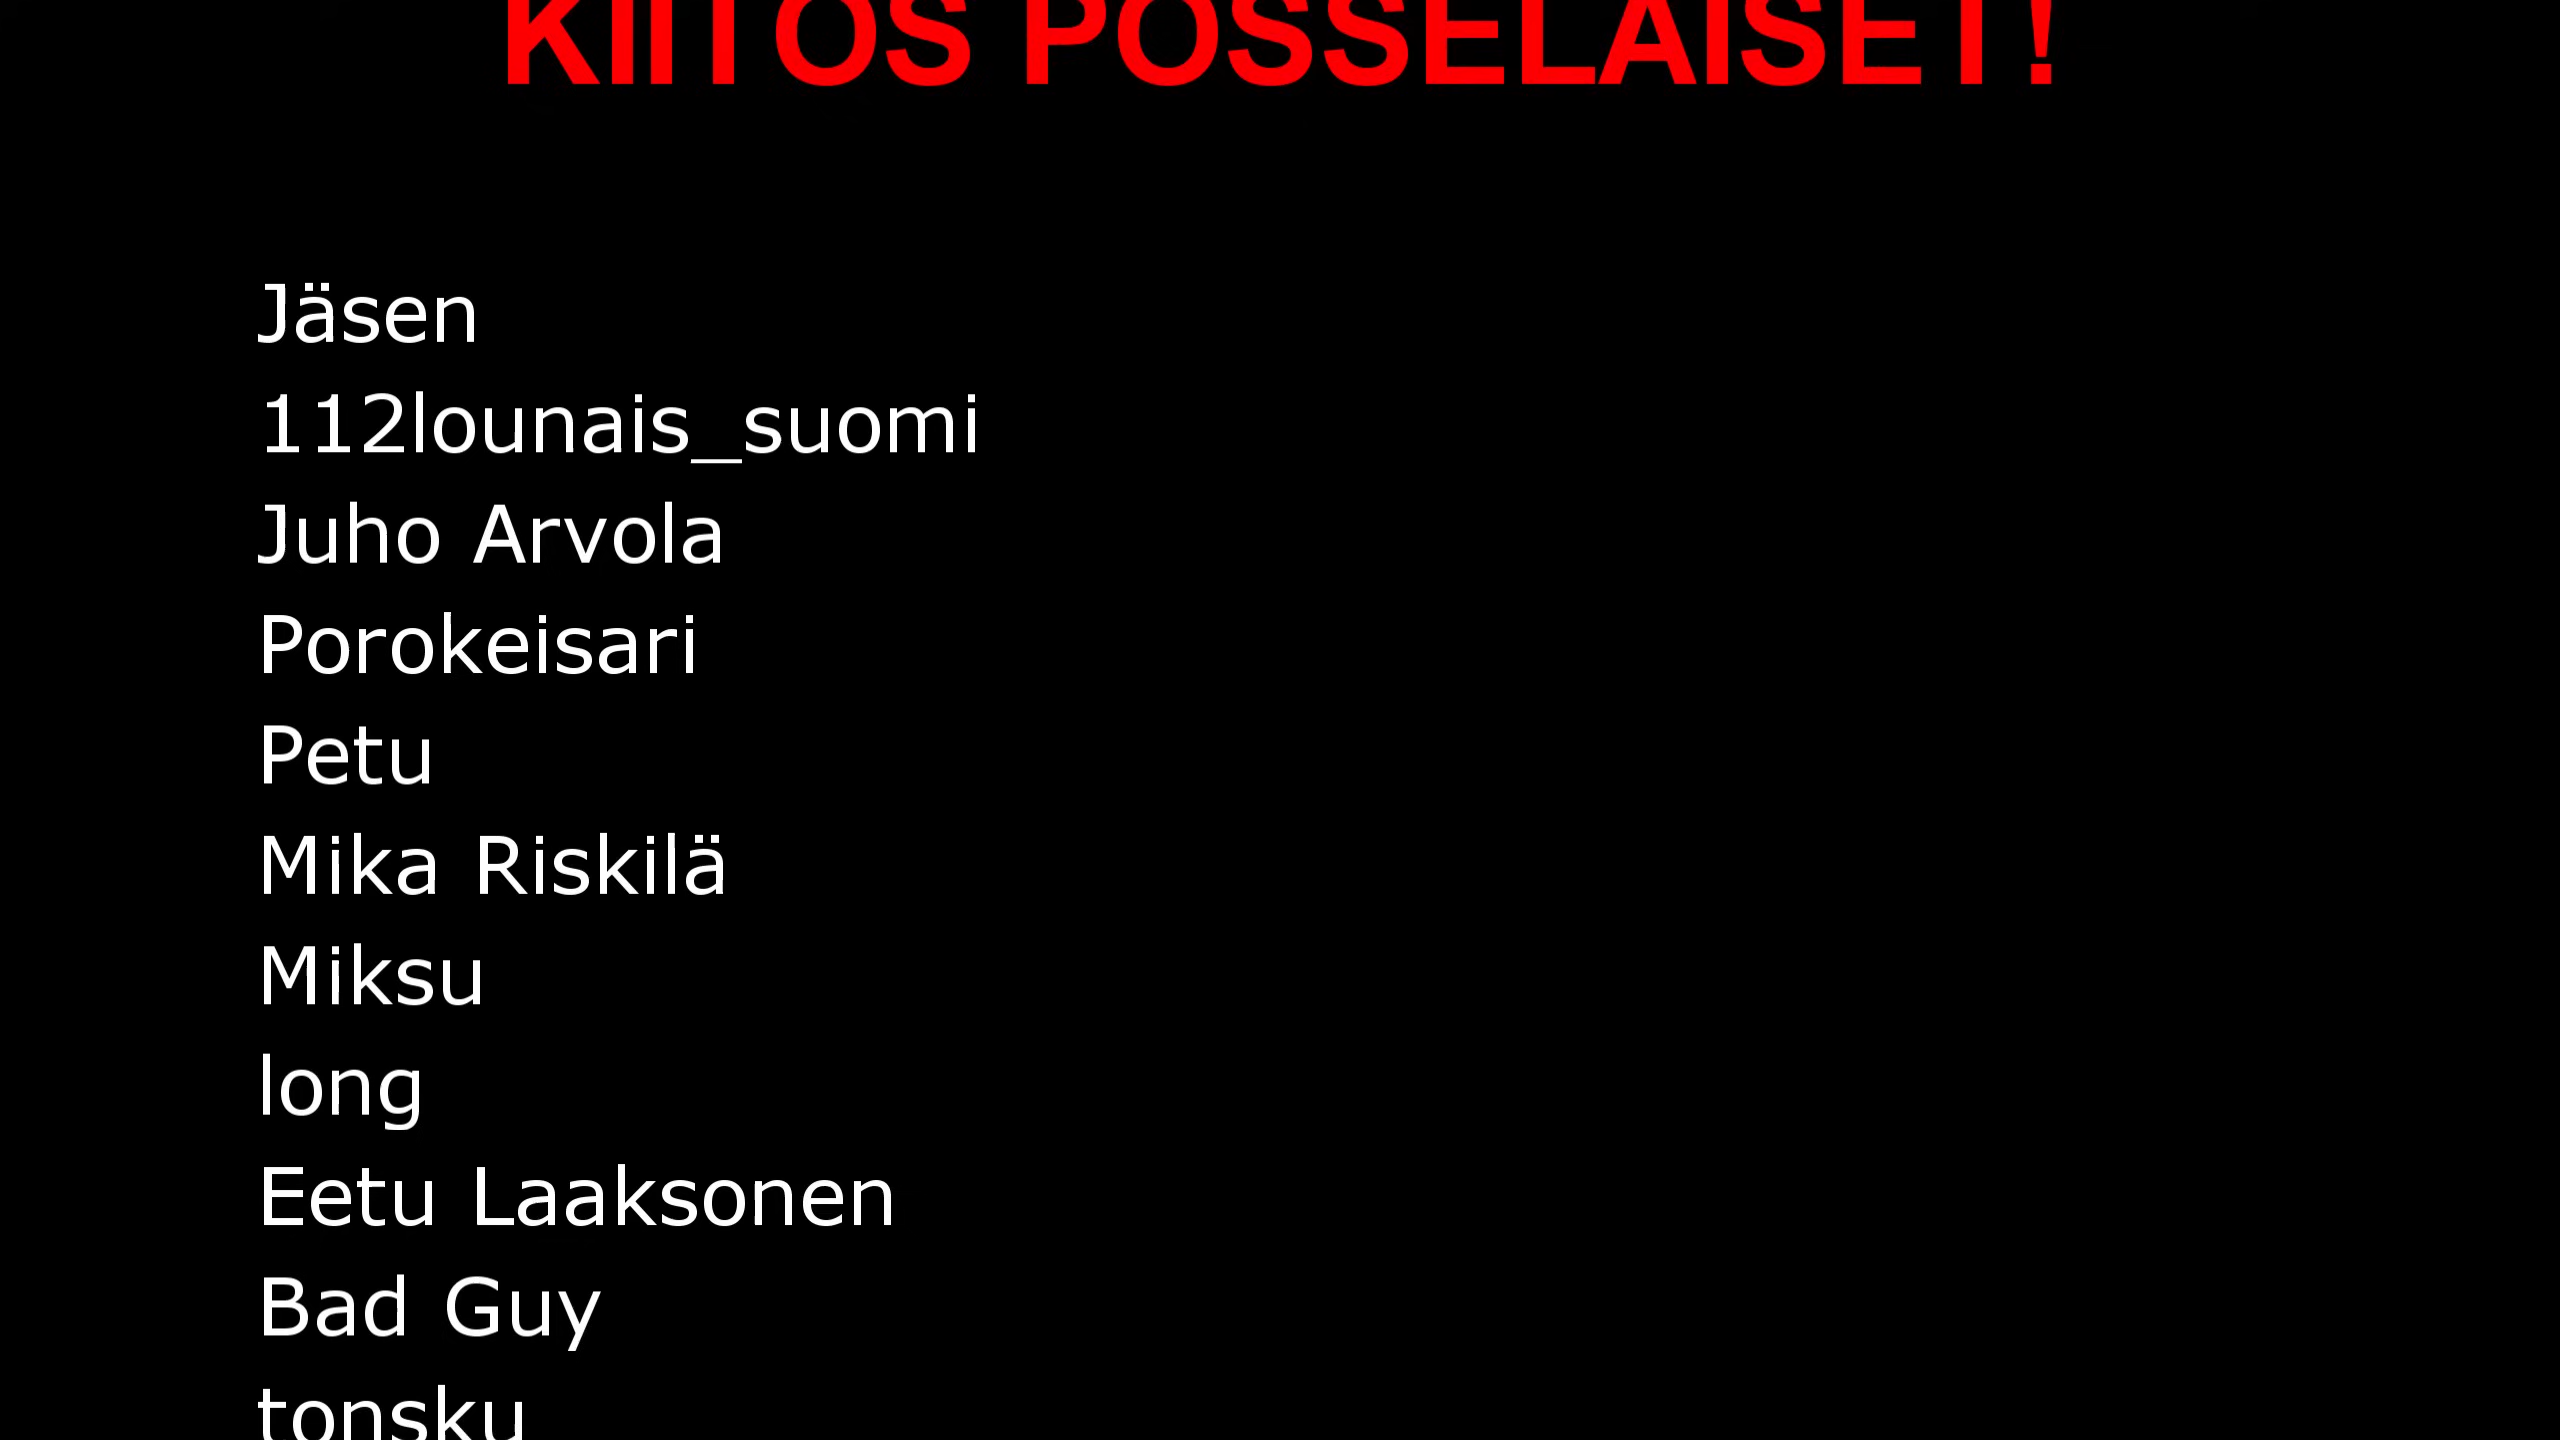 KIITOS POSSELAISET!
Jäsen
112lounais_suomi
Juho Arvola
Porokeisari
Petu
Mika Riskilä
Miksu
long
Eetu Laaksonen
Bad Guy
tonsku